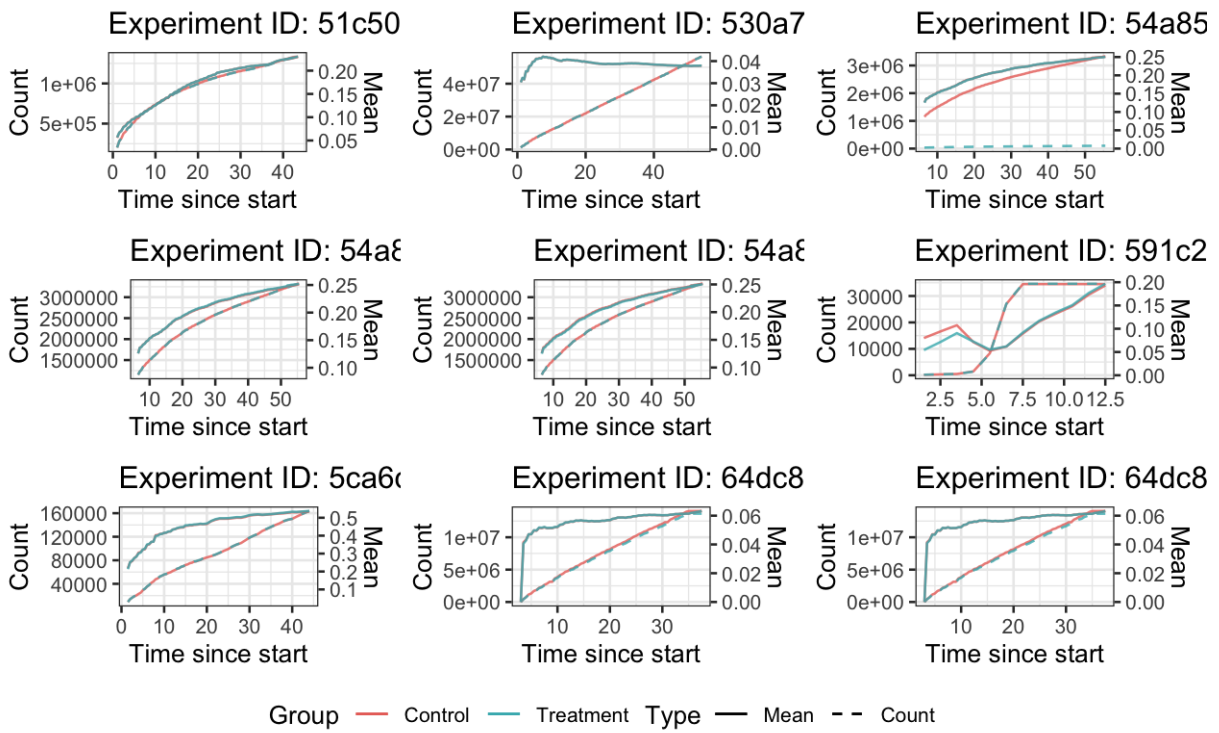 Experiment ID: 51c50
Experiment ID: 530a7
Experiment ID: 54a85
Count
1e+06
5e+05
0.20
0.15
0.10
0.05
Mean
0 10 20 30 40
Time since start
Count
4e+07
2e+07
0e+00
0.04
0.03
0.02
0.01
0.00
Mean
0 20 40
Time since start
Count
3e+06
2e+06
1e+06
0e+00
0.25
0.20
0.15
0.10
0.05
0.00
Mean
10 20 30 40 50
Time since start
Experiment ID: 54a8
Experiment ID: 54a8
Experiment ID: 591c2
Count
3000000
2500000
2000000
1500000
0.25
0.20
0.15
0.10
Mean
10 20 30 40 50
Time since start
Count
3000000
2500000
2000000
1500000
0.25
0.20
0.15
0.10
Mean
10 20 30 40 50
Time since start
Count
30000
20000
10000
0
0.20
0.15
0.10
0.05
0.00
Mean
2.5 5.0 7.5 10.0 12.5
Time since start
Experiment ID: 5ca6
Experiment ID: 64dc8
Experiment ID: 64dc8
Count
160000
120000
80000
40000
0.5
0.4
0.3
0.2
0.1
Mean
0 10 20 30 40
Time since start
Count
1e+07
5e+06
0e+00
0.06
0.04
0.02
0.00
Mean
10 20 30
Time since start
Count
1e+07
5e+06
0e+00
0.06
0.04
0.02
0.00
Mean
10 20 30
Time since start
Group Control Treatment Type Mean Count